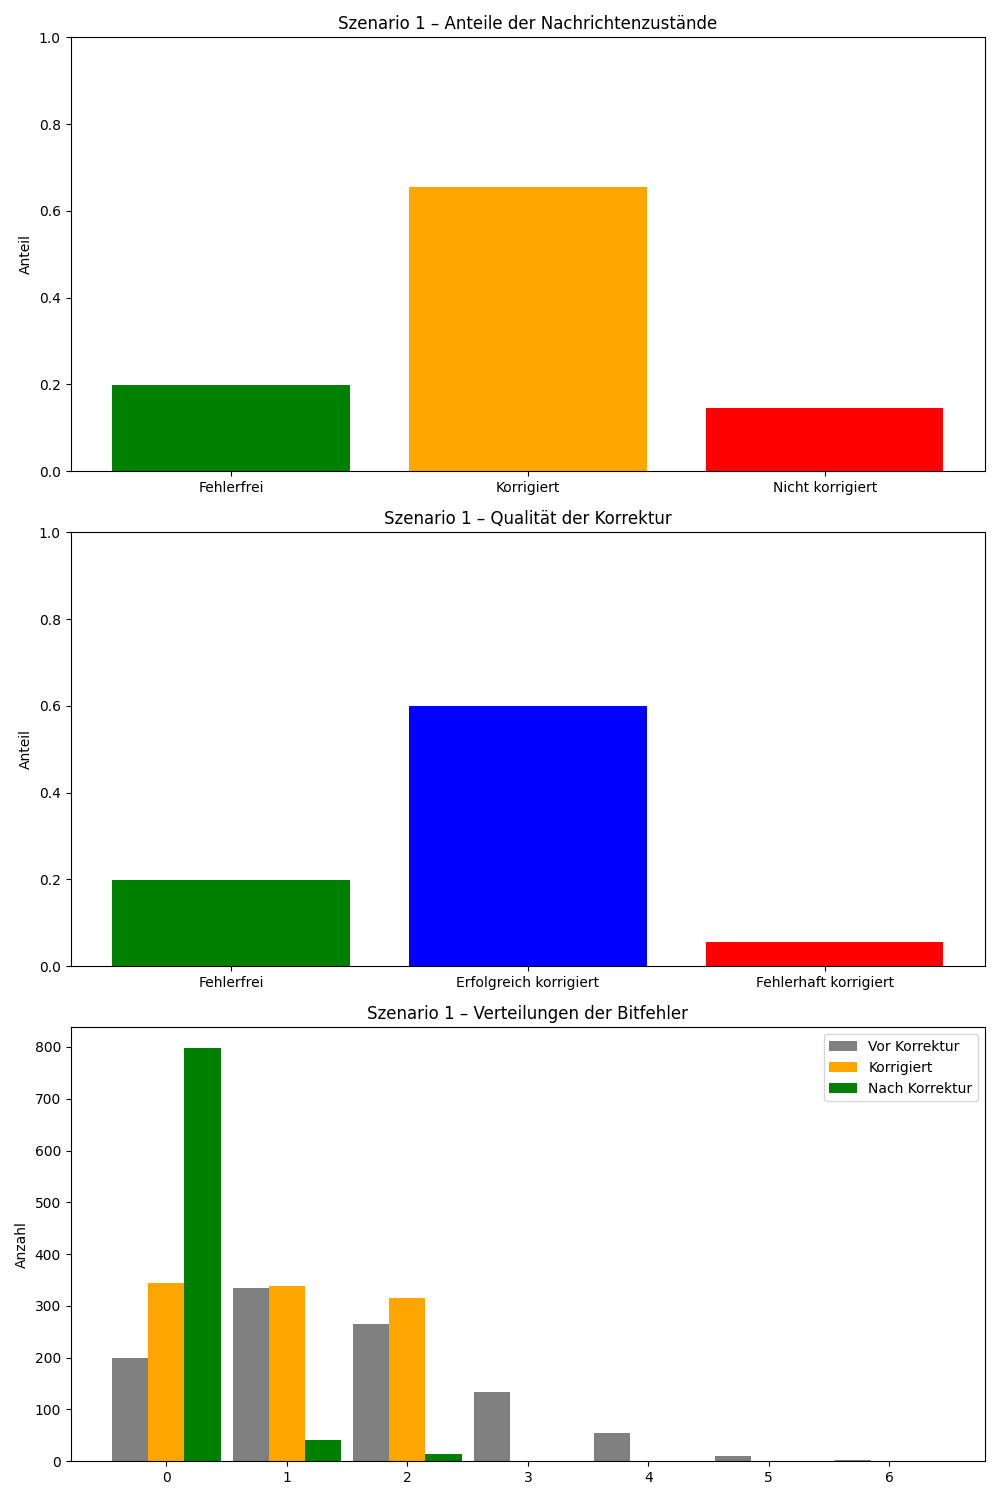 Szenario 1 – Anteile der Nachrichtenzustände
1.0
0.8
0.6
0.4
0.2
0.0
Anteil
Fehlerfrei Korrigiert Nicht korrigiert
Szenario 1 – Qualität der Korrektur
1.0
0.8
0.6
0.4
0.2
0.0
Anteil
Fehlerfrei Erfolgreich korrigiert Fehlerhaft korrigiert
Szenario 1 – Verteilungen der Bitfehler
Vor Korrektur
Korrigiert
Nach Korrektur
800
700
600
500
400
300
200
100
0
Anzahl
0 1 2 3 4 5 6